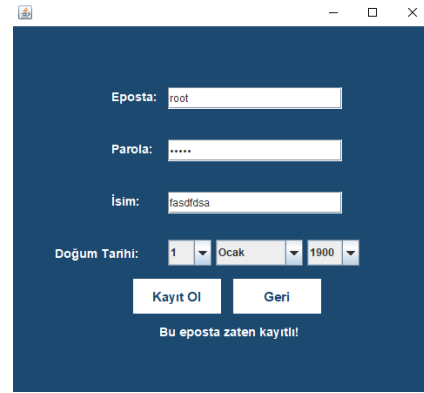 Eposta: root
Parola: •••••
İsim: fasdfdsa
Doğum Tarihi: 1 Ocak 1900
Kayıt Ol Geri
Bu eposta zaten kayıtlı!